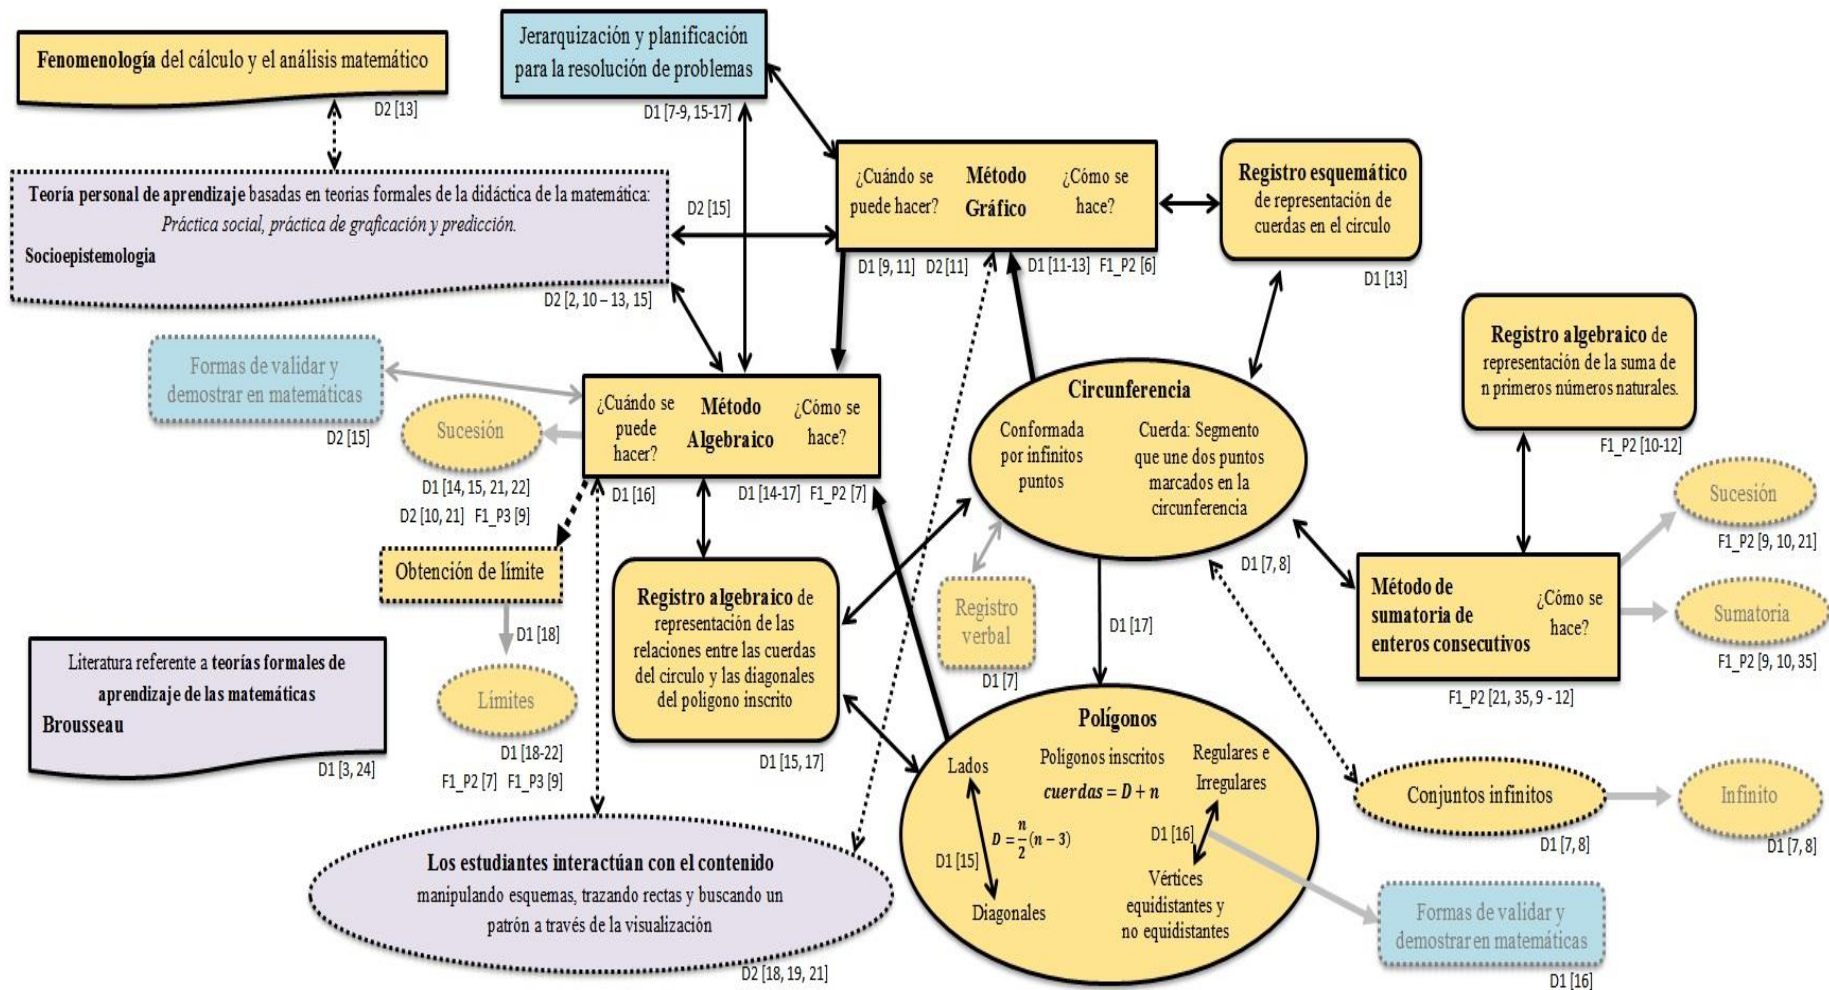 Fenomenología del cálculo y el análisis matemático
D2 [13]
Jerarquización y planificación
para la resolución de problemas
D1 [7-9, 15-17]
Teoría personal de aprendizaje basadas en teorías formales de la didáctica de la matemática:
Práctica social, práctica de graficación y predicción.
Socioepistemologia
D2 [2, 10 – 13, 15]
D2 [15]
¿Cuándo se
puede hacer?
Método
Gráfico
¿Cómo se
hace?
D1 [9, 11]
D2 [11]
D1 [11-13]
F1_P2 [6]
Registro esquemático
de representación de
cuerdas en el círculo
D1 [13]
Registro algebraico de
representación de la suma de
n primeros números naturales.
F1_P2 [10-12]
Formas de validar y
demostrar en matemáticas
D2 [15]
Sucesión
D1 [14, 15, 21, 22]
D2 [10, 21] F1_P3 [9]
¿Cuándo se
puede
hacer?
Método
Algebraico
¿Cómo se
hace?
D1 [16]
D1 [14-17]
F1_P2 [7]
Circunferencia
Conformada
por infinitos
puntos
Cuerda: Segmento
que une dos puntos
marcados en la
circunferencia
D1 [7, 8]
Sucesión
F1_P2 [9, 10, 21]
Método de
sumatoria de
enteros consecutivos
¿Cómo se
hace?
F1_P2 [21, 35, 9 - 12]
Sumatoria
F1_P2 [9, 10, 35]
Obtención de límite
D1 [18]
Límites
D1 [18-22]
F1_P2 [7] F1_P3 [9]
Registro algebraico de
representación de las
relaciones entre las cuerdas
del círculo y las diagonales
del polígono inscrito
D1 [15, 17]
Registro
verbal
D1 [7]
D1 [17]
Literatura referente a teorías formales de
aprendizaje de las matemáticas
Brousseau
D1 [3, 24]
Polígonos
Lados
Polígonos inscritos
cuerdas = D + n
Regulares e
Irregulares
D = n/2 (n − 3)
D1 [15]
D1 [16]
Diagonales
Vértices
equidistantes y
no equidistantes
Conjuntos infinitos
D1 [7, 8]
Infinito
D1 [7, 8]
Los estudiantes interactúan con el contenido
manipulando esquemas, trazando rectas y buscando un
patrón a través de la visualización
D2 [18, 19, 21]
Formas de validar y
demostrar en matemáticas
D1 [16]